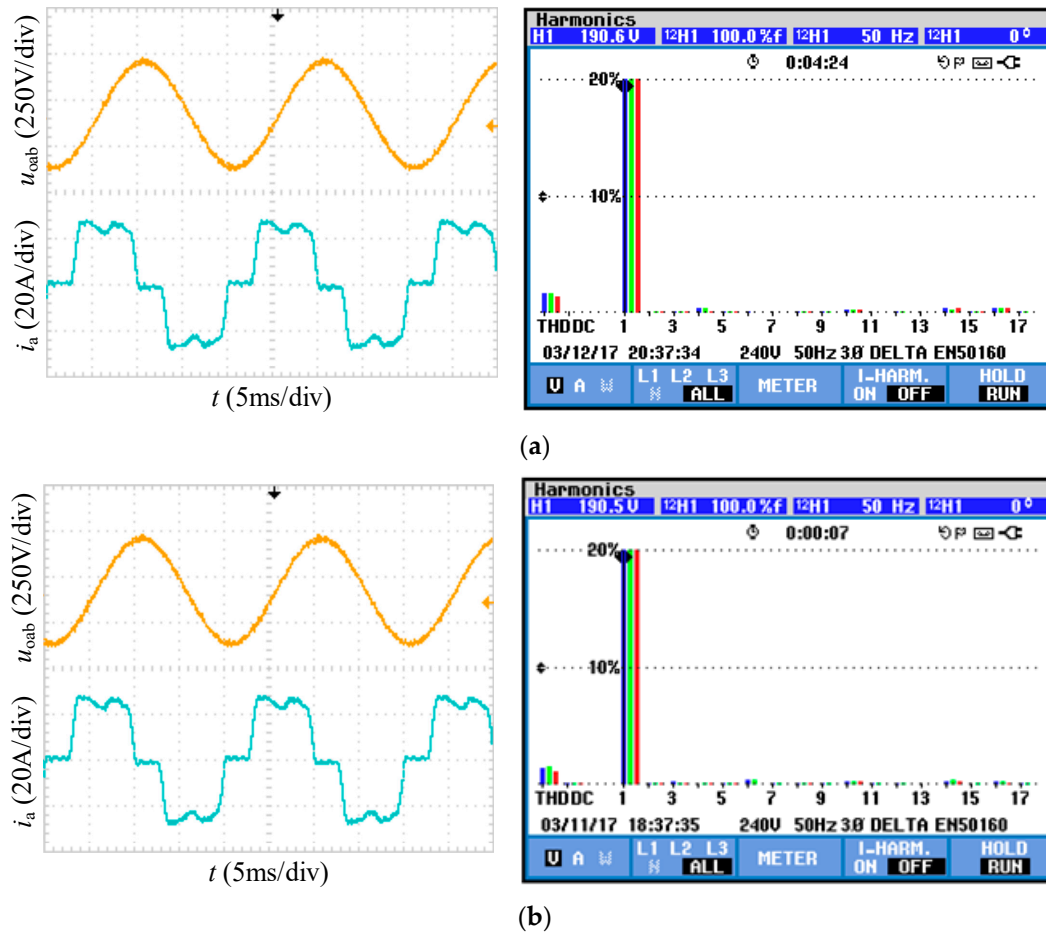 u_oab (250V/div)
i_a (20A/div)
t (5ms/div)
Harmonics
H1 190.6 V 12H1 100.0 %f 12H1 50 Hz 12H1 0°
0:04:24
20%
10%
THD DC 1 3 5 7 9 11 13 15 17
03/12/17 20:37:34 240V 50Hz 3Ø DELTA EN50160
V A W L1 L2 L3 N ALL METER I-HARM. ON OFF HOLD RUN
(a)
u_oab (250V/div)
i_a (20A/div)
t (5ms/div)
Harmonics
H1 190.5 V 12H1 100.0 %f 12H1 50 Hz 12H1 0°
0:00:07
20%
10%
THD DC 1 3 5 7 9 11 13 15 17
03/11/17 18:37:35 240V 50Hz 3Ø DELTA EN50160
V A W L1 L2 L3 N ALL METER I-HARM. ON OFF HOLD RUN
(b)